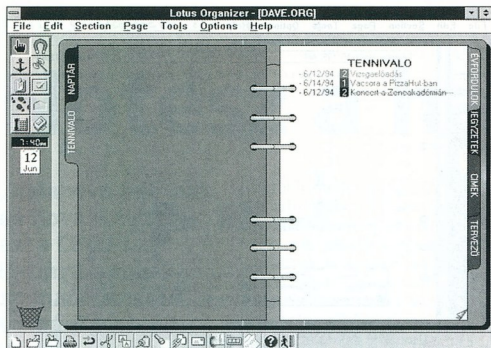 Lotus Organizer - [DAVE.ORG]
File Edit Section Page Tools Options Help
NAPTÁR
TENNIVALO
7:40
12
Jun
TENNIVALO
- 6/12/94 2 Vizsgaelőadás
- 6/14/94 1 Vacsora a PizzaHut-ban
- 6/12/94 2 Koncert a Zeneakadémián
ÉVFORDULÓK
JEGYZETEK
CIMEK
TERVEZŐ